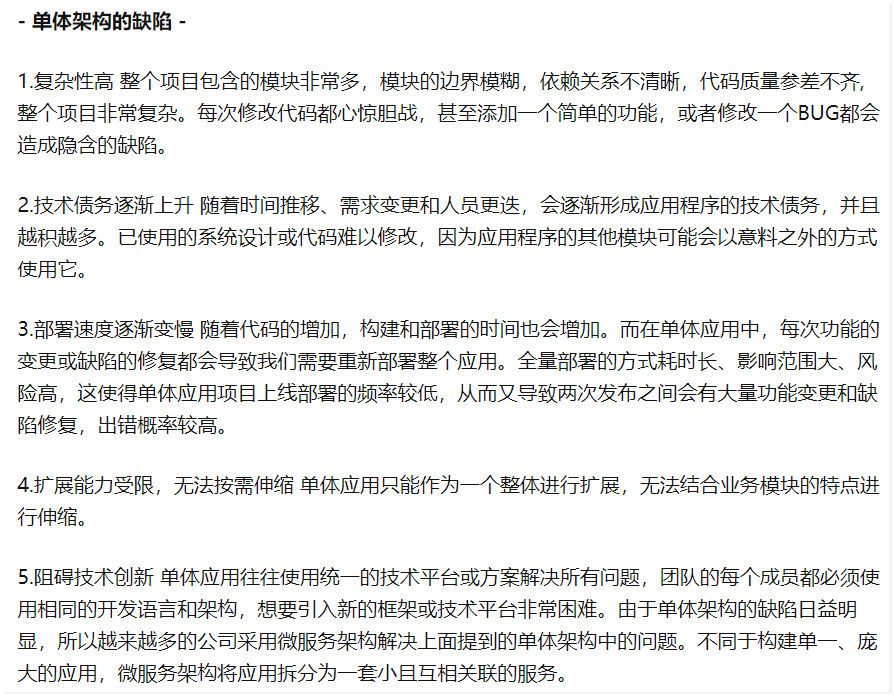 - 单体架构的缺陷 -
1.复杂性高 整个项目包含的模块非常多，模块的边界模糊，依赖关系不清晰，代码质量参差不齐，
整个项目非常复杂。每次修改代码都心惊胆战，甚至添加一个简单的功能，或者修改一个BUG都会
造成隐含的缺陷。
2.技术债务逐渐上升 随着时间推移、需求变更和人员更迭，会逐渐形成应用程序的技术债务，并且
越积越多。已使用的系统设计或代码难以修改，因为应用程序的其他模块可能会以意料之外的方式
使用它。
3.部署速度逐渐变慢 随着代码的增加，构建和部署的时间也会增加。而在单体应用中，每次功能的
变更或缺陷的修复都会导致我们需要重新部署整个应用。全量部署的方式耗时长、影响范围大、风
险高，这使得单体应用项目上线部署的频率较低，从而又导致两次发布之间会有大量功能变更和缺
陷修复，出错概率较高。
4.扩展能力受限，无法按需伸缩 单体应用只能作为一个整体进行扩展，无法结合业务模块的特点进
行伸缩。
5.阻碍技术创新 单体应用往往使用统一的技术平台或方案解决所有问题，团队的每个成员都必须使
用相同的开发语言和架构，想要引入新的框架或技术平台非常困难。由于单体架构的缺陷日益明
显，所以越来越多的公司采用微服务架构解决上面提到的单体架构中的问题。不同于构建单一、庞
大的应用，微服务架构将应用拆分为一套小且互相关联的服务。